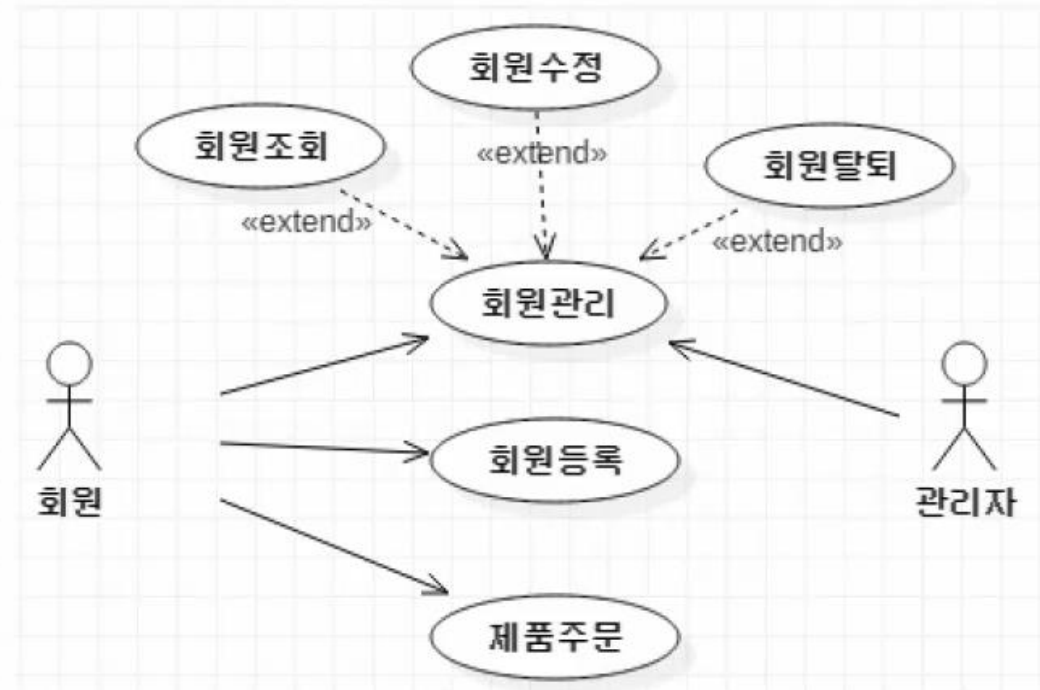 회원수정
회원조회
«extend»
회원탈퇴
«extend»
«extend»
회원관리
회원등록
회원
관리자
제품주문